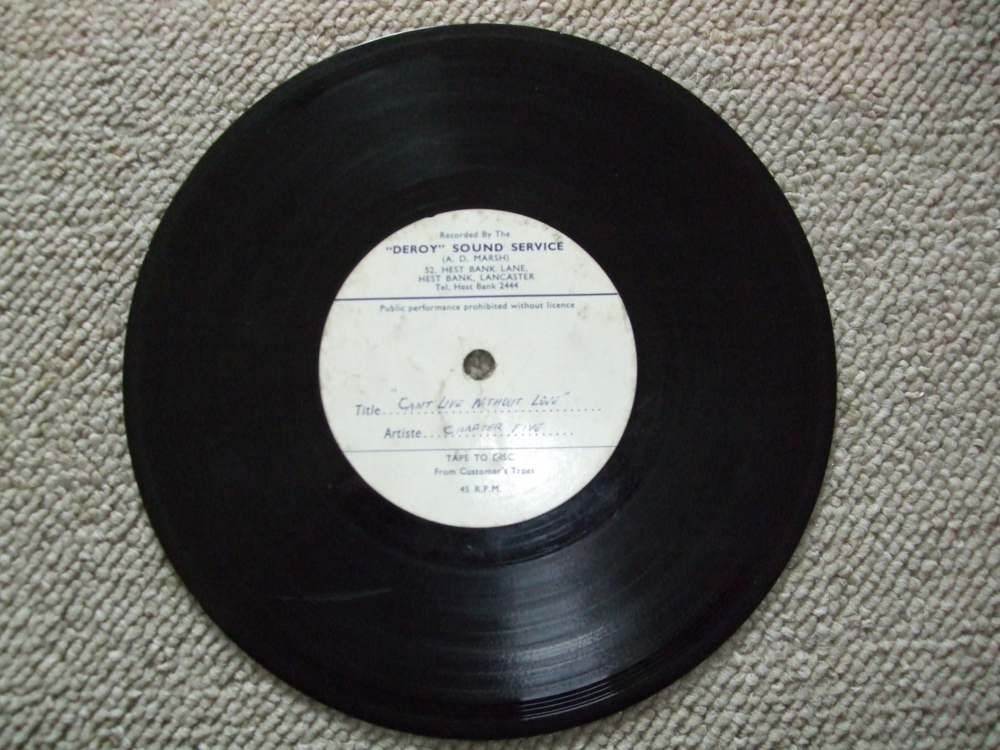 Recorded By The
"DEROY" SOUND SERVICE
(A. D. MARSH)
52, HEST BANK LANE,
HEST BANK, LANCASTER
Tel. Hest Bank 2444
Public performance prohibited without licence
Title.. "CANT LIVE WITHOUT LOVE"
Artiste... CHAPTER FIVE
TAPE TO DISC
From Customer's Tapes
45 R.P.M.